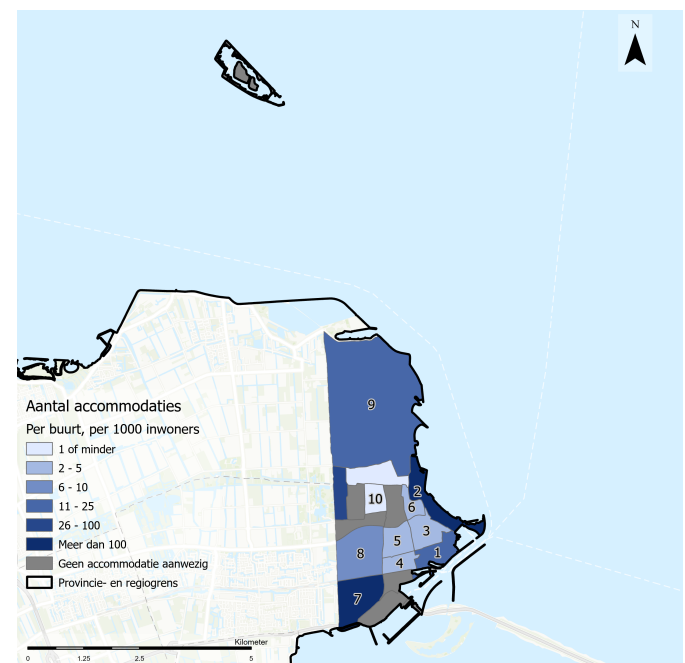 N
9
Aantal accommodaties
Per buurt, per 1000 inwoners
1 of minder
2 - 5
6 - 10
11 - 25
26 - 100
Meer dan 100
Geen accommodatie aanwezig
Provincie- en regiogrens
2
10
6
3
5
1
8
4
7
Kilometer
0 1.25 2.5 5